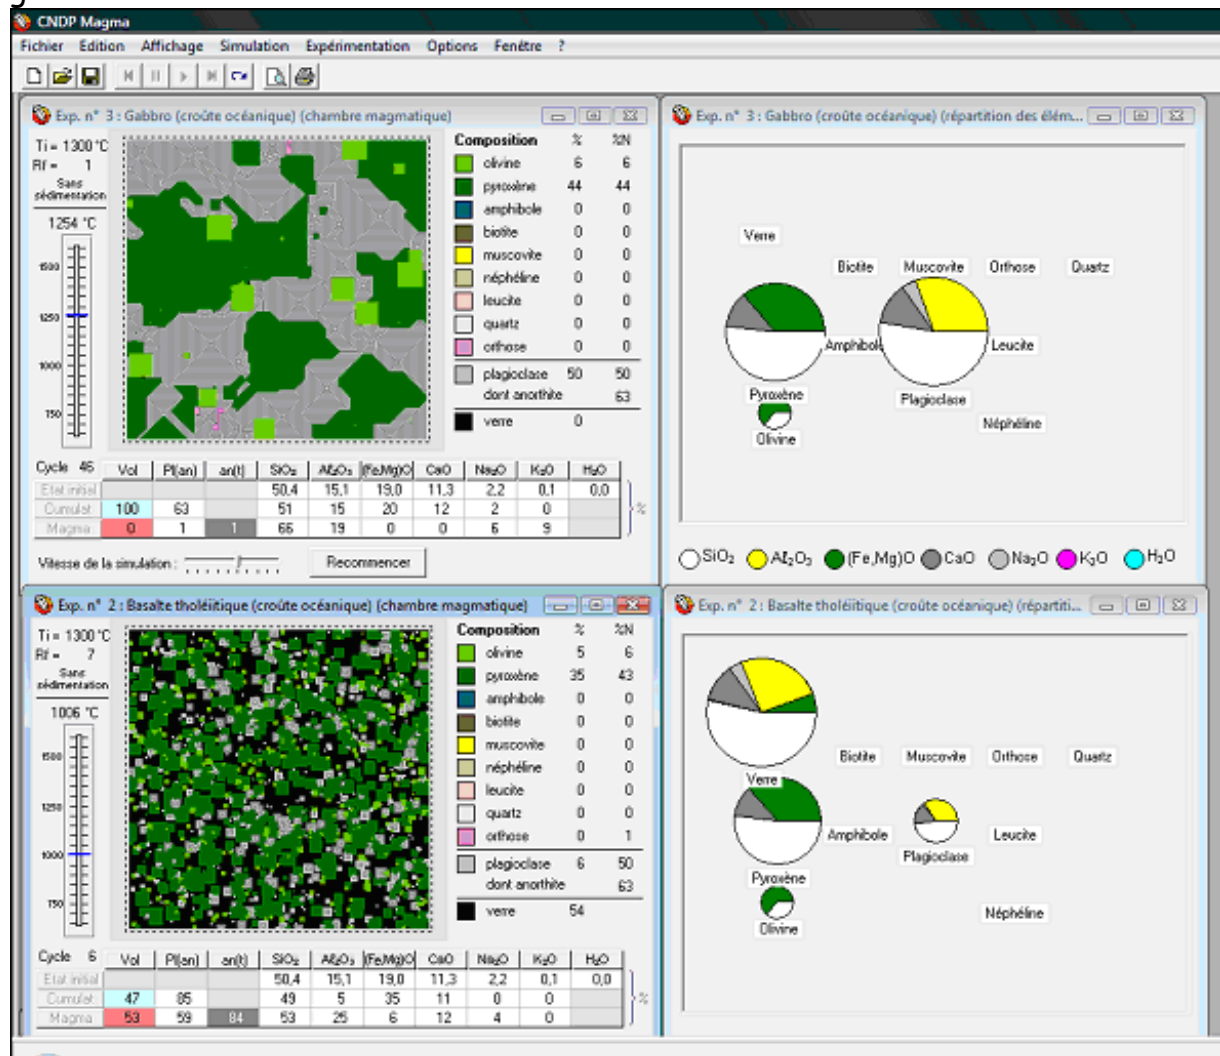 CNDP Magma
Fichier Edition Affichage Simulation Expérimentation Options Fenêtre ?
Exp. n° 3 : Gabbro (croûte océanique) (chambre magmatique)
Ti = 1300 °C
Rf = 1
Sans
sédimentation
1254 °C
1500
1250
1000
750
Composition % %N
olivine 6 6
pyroxène 44 44
amphibole 0 0
biotite 0 0
muscovite 0 0
néphéline 0 0
leucite 0 0
quartz 0 0
orthose 0 0
plagioclase 50 50
dont anorthite 63
verre 0
Cycle 46 Vol Pl(an) an(t) SiO₂ Al₂O₃ (Fe,Mg)O CaO Na₂O K₂O H₂O
Etat initial 50,4 15,1 19,0 11,3 2,2 0,1 0,0
Cumulat 100 63 51 15 20 12 2 0
Magma 0 1 1 66 19 0 0 6 9
%
Vitesse de la simulation : Recommencer
Exp. n° 3 : Gabbro (croûte océanique) (répartition des élém...
Verre
Biotite Muscovite Orthose Quartz
Amphibole Leucite
Pyroxène Plagioclase
Néphéline
Olivine
SiO₂ Al₂O₃ (Fe,Mg)O CaO Na₂O K₂O H₂O
Exp. n° 2 : Basalte tholéiitique (croûte océanique) (chambre magmatique)
Ti = 1300 °C
Rf = 7
Sans
sédimentation
1006 °C
1500
1250
1000
750
Composition % %N
olivine 5 6
pyroxène 35 43
amphibole 0 0
biotite 0 0
muscovite 0 0
néphéline 0 0
leucite 0 0
quartz 0 0
orthose 0 1
plagioclase 6 50
dont anorthite 63
verre 54
Cycle 6 Vol Pl(an) an(t) SiO₂ Al₂O₃ (Fe,Mg)O CaO Na₂O K₂O H₂O
Etat initial 50,4 15,1 19,0 11,3 2,2 0,1 0,0
Cumulat 47 85 49 5 35 11 0 0
Magma 53 59 84 53 25 6 12 4 0
%
Exp. n° 2 : Basalte tholéiitique (croûte océanique) (répartiti...
Biotite Muscovite Orthose Quartz
Verre
Amphibole Leucite
Plagioclase
Pyroxène
Néphéline
Olivine